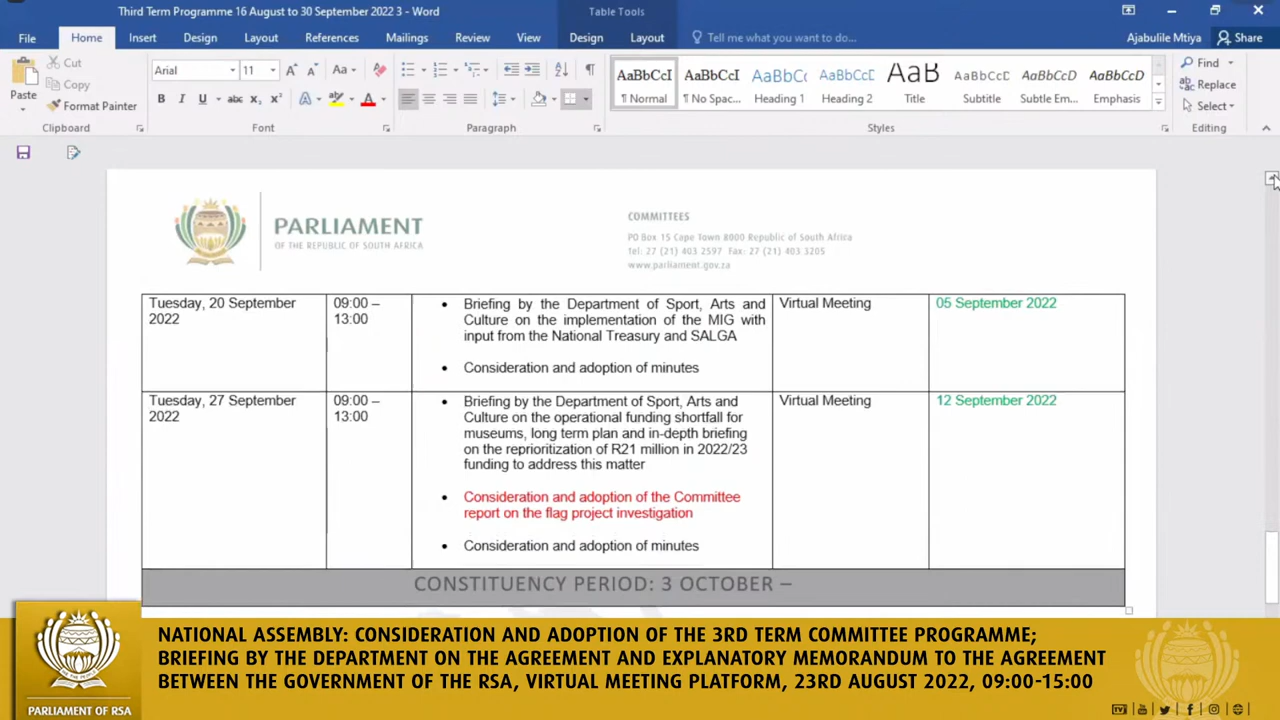 Third Term Programme 16 August to 30 September 2022 3 - Word
Table Tools
File Home Insert Design Layout References Mailings Review View Design Layout Tell me what you want to do... Ajabulile Mtiya Share
Cut
Copy
Format Painter
Paste
Clipboard
Arial 11
Font
Paragraph
AaBbCcI AaBbCcI AaBbCc AaBbCcD AaB AaBbCcD AaBbCcD AaBbCcD
¶ Normal ¶ No Spac... Heading 1 Heading 2 Title Subtitle Subtle Em... Emphasis
Styles
Find
Replace
Select
Editing
PARLIAMENT
OF THE REPUBLIC OF SOUTH AFRICA
COMMITTEES
PO Box 15 Cape Town 8000 Republic of South Africa
Tel: 27 (21) 403 2597 Fax: 27 (21) 403 3205
www.parliament.gov.za
Tuesday, 20 September
2022
09:00 –
13:00
• Briefing by the Department of Sport, Arts and
Culture on the implementation of the MIG with
input from the National Treasury and SALGA
• Consideration and adoption of minutes
Virtual Meeting
05 September 2022
Tuesday, 27 September
2022
09:00 –
13:00
• Briefing by the Department of Sport, Arts and
Culture on the operational funding shortfall for
museums, long term plan and in-depth briefing
on the reprioritization of R21 million in 2022/23
funding to address this matter
• Consideration and adoption of the Committee
report on the flag project investigation
• Consideration and adoption of minutes
Virtual Meeting
12 September 2022
CONSTITUENCY PERIOD: 3 OCTOBER –
NATIONAL ASSEMBLY: CONSIDERATION AND ADOPTION OF THE 3RD TERM COMMITTEE PROGRAMME;
BRIEFING BY THE DEPARTMENT ON THE AGREEMENT AND EXPLANATORY MEMORANDUM TO THE AGREEMENT
BETWEEN THE GOVERNMENT OF THE RSA, VIRTUAL MEETING PLATFORM, 23RD AUGUST 2022, 09:00-15:00
PARLIAMENT OF RSA